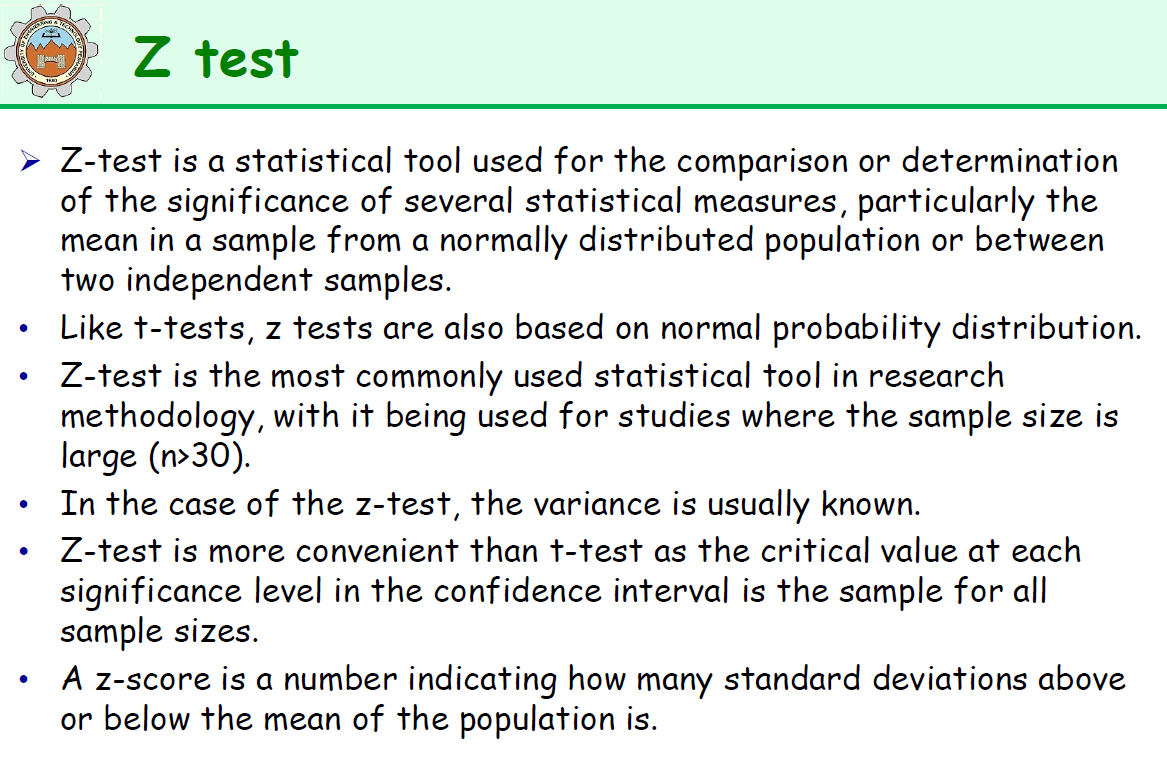 Z test
Z-test is a statistical tool used for the comparison or determination
of the significance of several statistical measures, particularly the
mean in a sample from a normally distributed population or between
two independent samples.
Like t-tests, z tests are also based on normal probability distribution.
Z-test is the most commonly used statistical tool in research
methodology, with it being used for studies where the sample size is
large (n>30).
In the case of the z-test, the variance is usually known.
Z-test is more convenient than t-test as the critical value at each
significance level in the confidence interval is the sample for all
sample sizes.
A z-score is a number indicating how many standard deviations above
or below the mean of the population is.